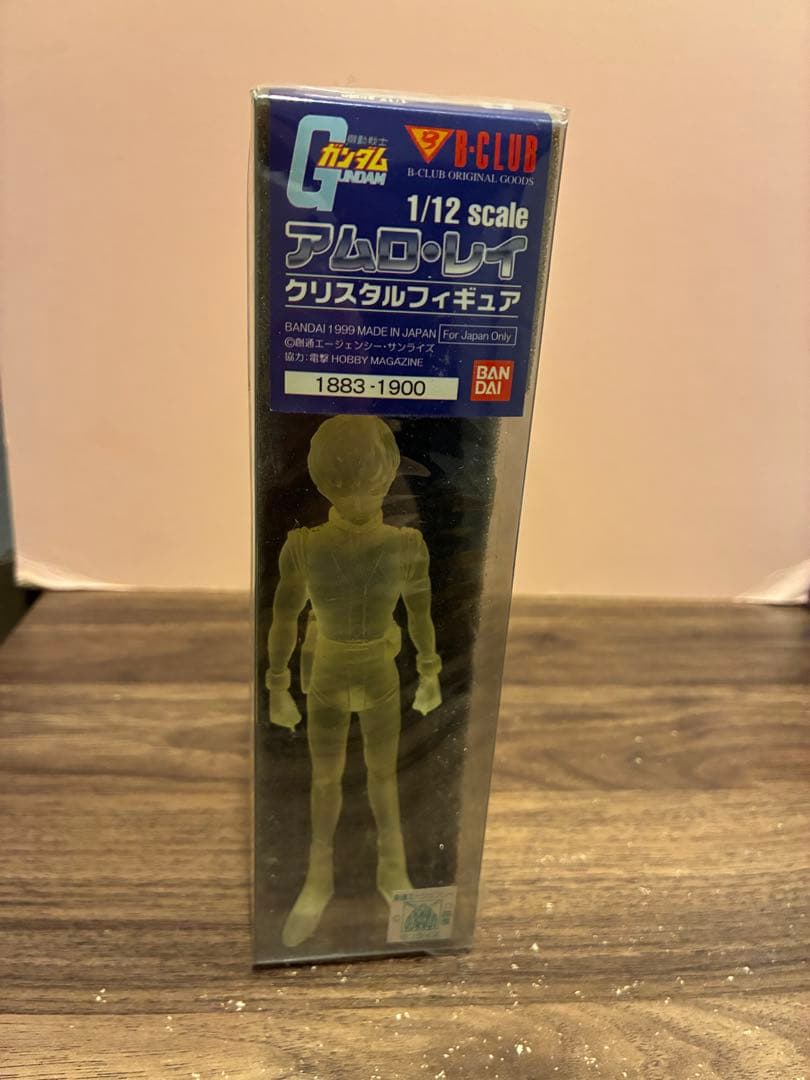 機動戦士
ガンダム
GUNDAM
B-CLUB
B-CLUB ORIGINAL GOODS
1/12 scale
アムロ・レイ
クリスタルフィギュア
BANDAI 1999 MADE IN JAPAN For Japan Only
©創通エージェンシー・サンライズ
協力:電撃 HOBBY MAGAZINE
1883-1900
BAN
DAI